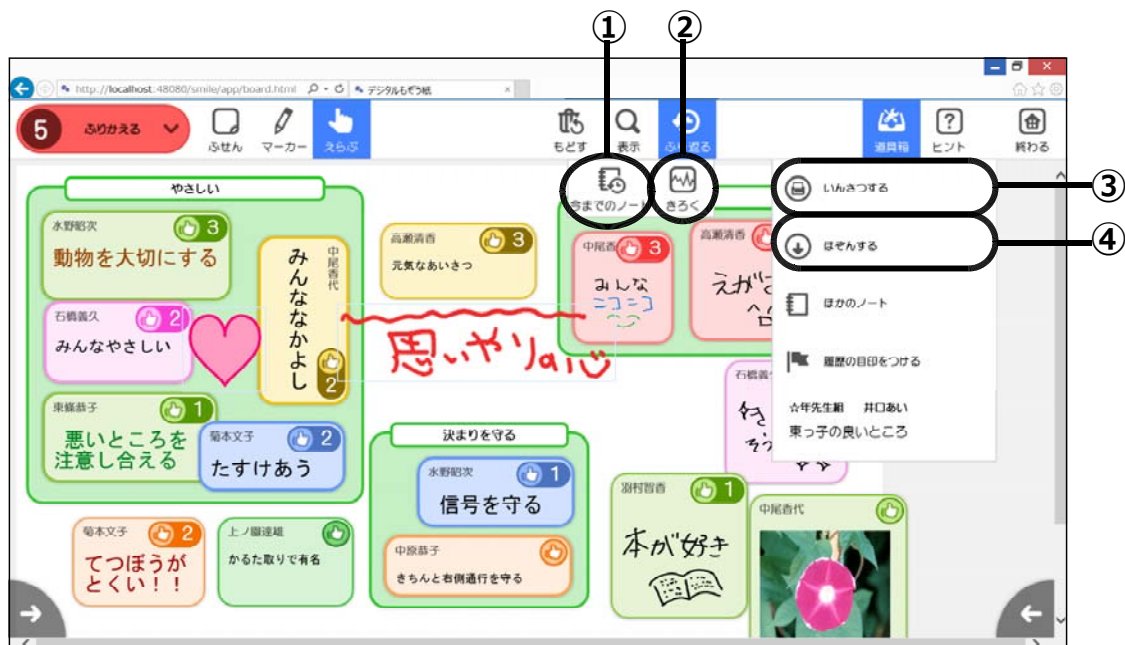 ① ②
http://localhost:48080/smile/app/board.html
デジタルもぞう紙
5 ふりかえる
ふせん マーカー えらぶ
もどす 表示 ふり返る
道具箱 ヒント 終わる
今までのノート きろく
いんさつする ③
ほぞんする ④
ほかのノート
履歴の目印をつける
☆年先生組 井口あい
東っ子の良いところ
やさしい
水野昭次 3
動物を大切にする
中尾香代
みんななかよし
2
石橋義久 2
みんなやさしい
東條恭子 1
悪いところを
注意し合える
菊本文子 2
たすけあう
高瀬清香 3
元気なあいさつ
思いやりの心
中尾香 3
みんな
ニコニコ
高瀬清香
えがお
石橋義久
決まりを守る
水野昭次 1
信号を守る
中原恭子
きちんと右側通行を守る
菊本文子 2
てつぼうが
とくい!!
上ノ園達雄
かるた取りで有名
羽村智香 1
本が好き
中尾香代